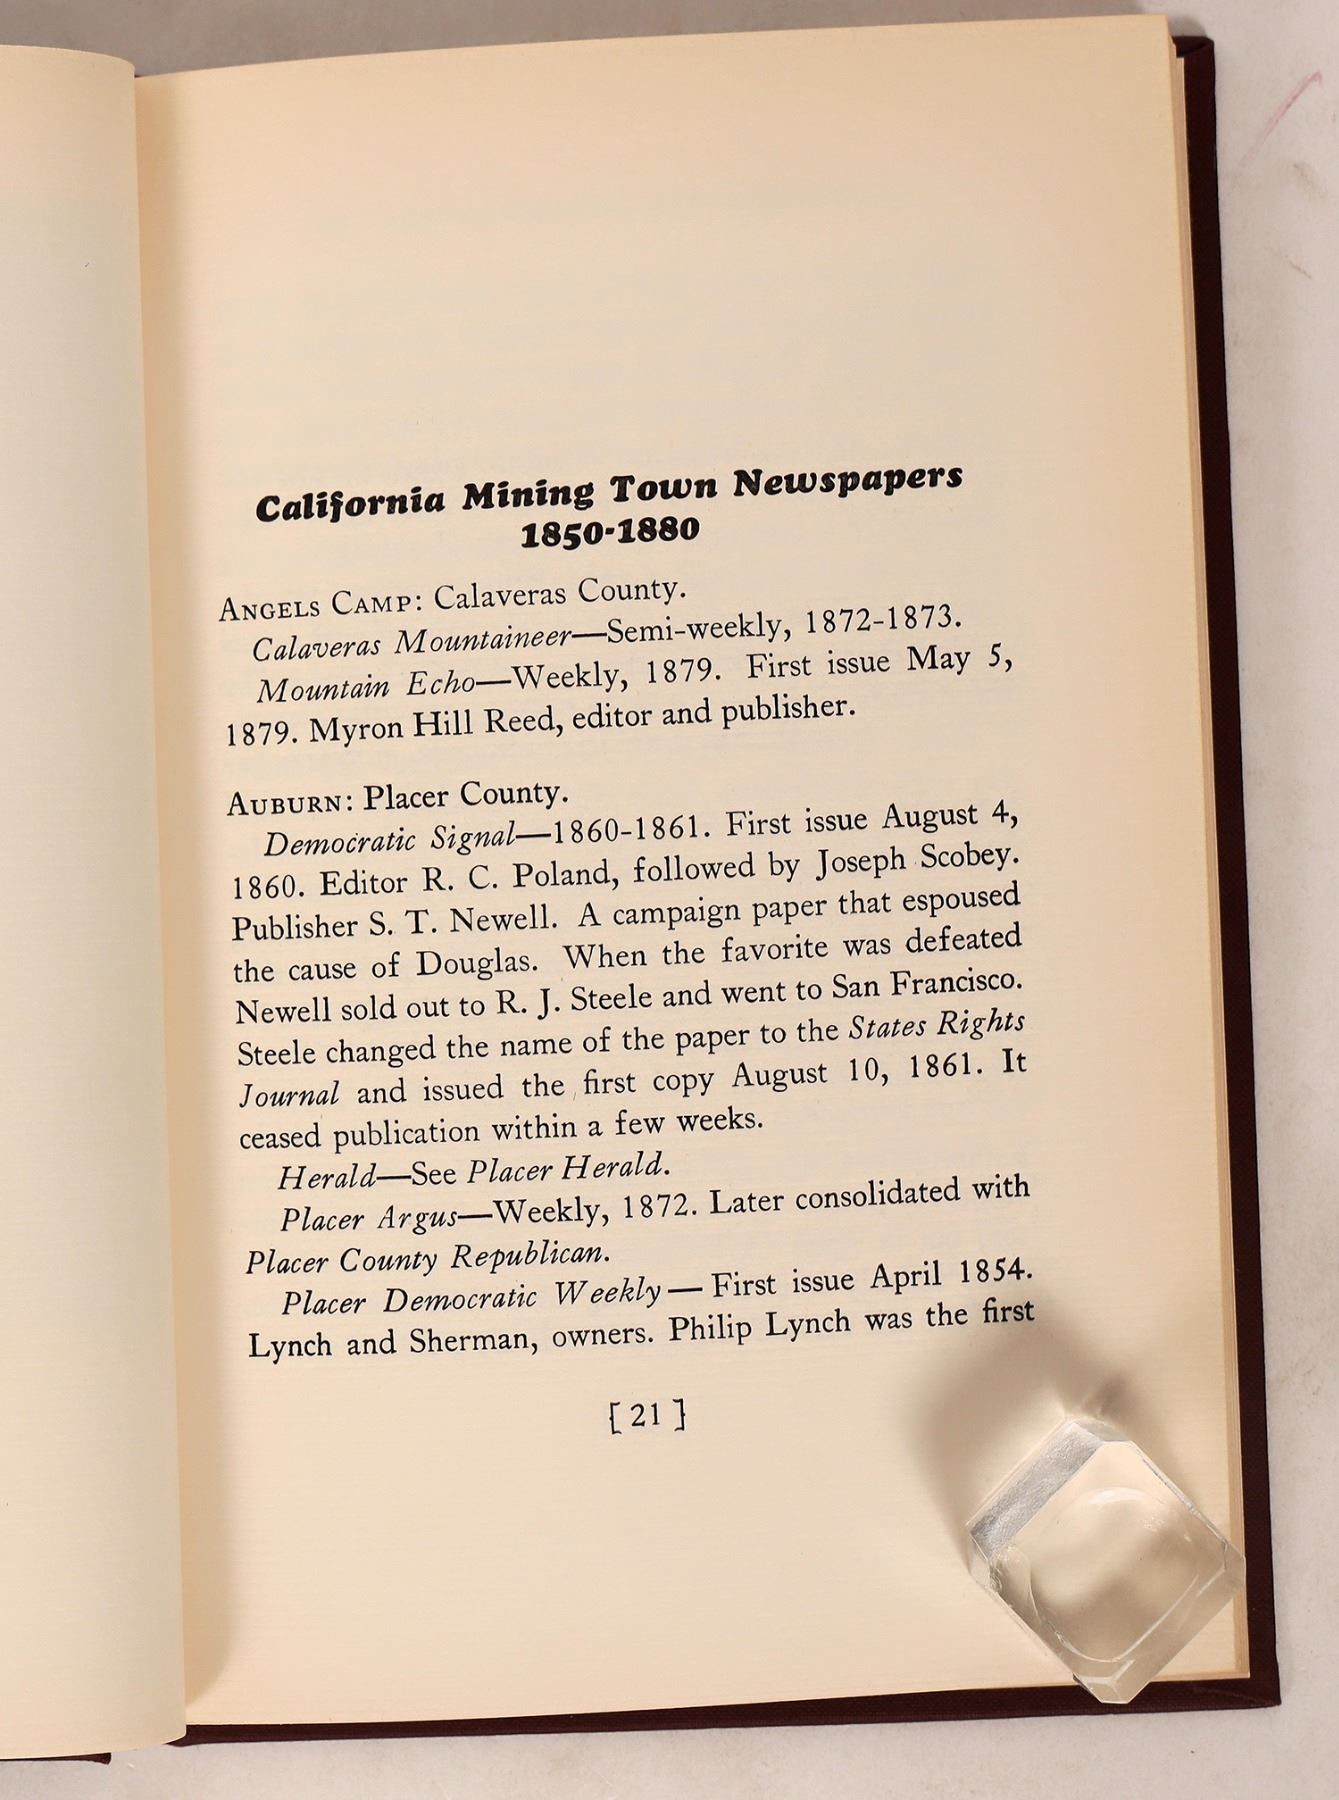 California Mining Town Newspapers
1850-1880
Angels Camp: Calaveras County.
Calaveras Mountaineer—Semi-weekly, 1872-1873.
Mountain Echo—Weekly, 1879. First issue May 5,
1879. Myron Hill Reed, editor and publisher.
Auburn: Placer County.
Democratic Signal—1860-1861. First issue August 4,
1860. Editor R. C. Poland, followed by Joseph Scobey.
Publisher S. T. Newell. A campaign paper that espoused
the cause of Douglas. When the favorite was defeated
Newell sold out to R. J. Steele and went to San Francisco.
Steele changed the name of the paper to the States Rights
Journal and issued the first copy August 10, 1861. It
ceased publication within a few weeks.
Herald—See Placer Herald.
Placer Argus—Weekly, 1872. Later consolidated with
Placer County Republican.
Placer Democratic Weekly — First issue April 1854.
Lynch and Sherman, owners. Philip Lynch was the first
[ 21 ]